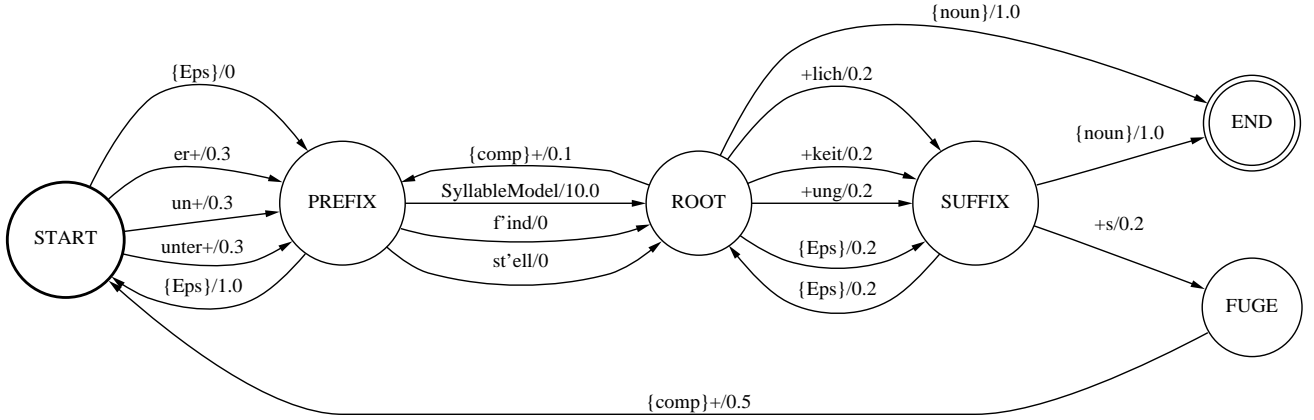 {noun}/1.0
{Eps}/0
+lich/0.2
END
{noun}/1.0
er+/0.3
{comp}+/0.1
+keit/0.2
SyllableModel/10.0
+ung/0.2
un+/0.3
PREFIX
ROOT
SUFFIX
f'ind/0
+s/0.2
START
unter+/0.3
{Eps}/0.2
st'ell/0
{Eps}/1.0
{Eps}/0.2
FUGE
{comp}+/0.5